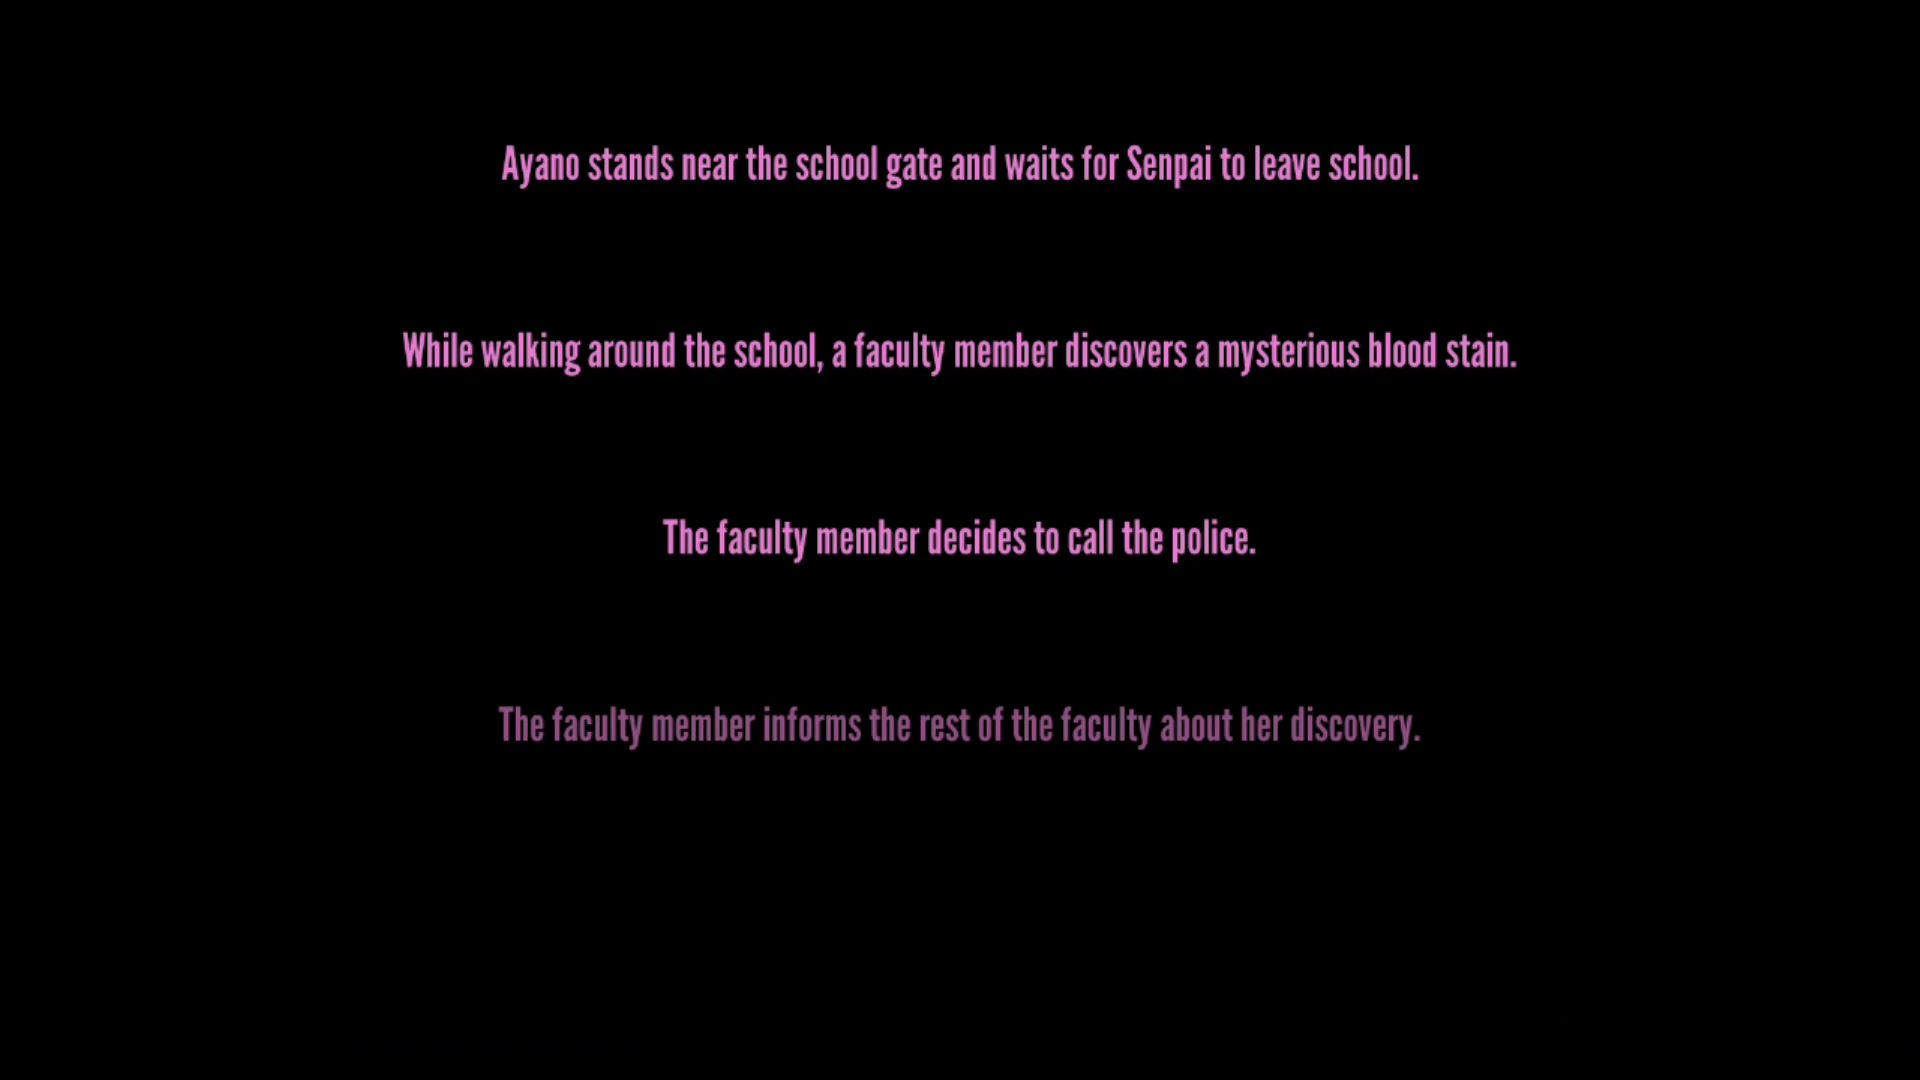 Ayano stands near the school gate and waits for Senpai to leave school.
While walking around the school, a faculty member discovers a mysterious blood stain.
The faculty member decides to call the police.
The faculty member informs the rest of the faculty about her discovery.